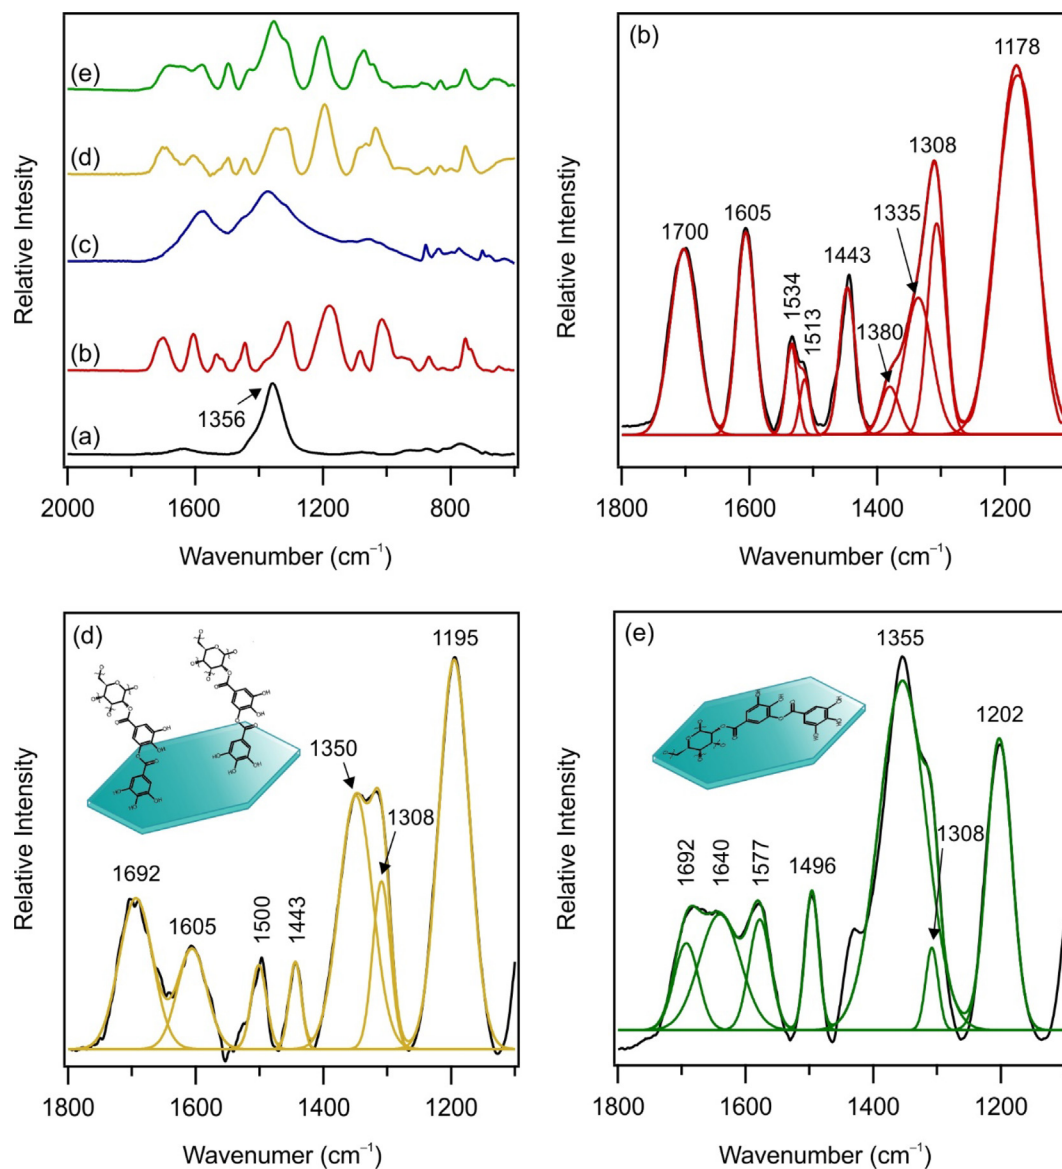 Relative Intesity
(e)
(d)
(c)
(b)
1356
(a)
2000 1600 1200 800
Wavenumber (cm⁻¹)
Relative Intenstiy
(b)
1178
1308
1700
1605
1335
1443
1534
1513
1380
1800 1600 1400 1200
Wavenumber (cm⁻¹)
Relative Intensity
(d)
1195
1350
1308
1692
1605
1500
1443
1800 1600 1400 1200
Wavenumer (cm⁻¹)
Relative Intensity
(e)
1355
1202
1308
1692
1640
1577
1496
1800 1600 1400 1200
Wavenumber (cm⁻¹)